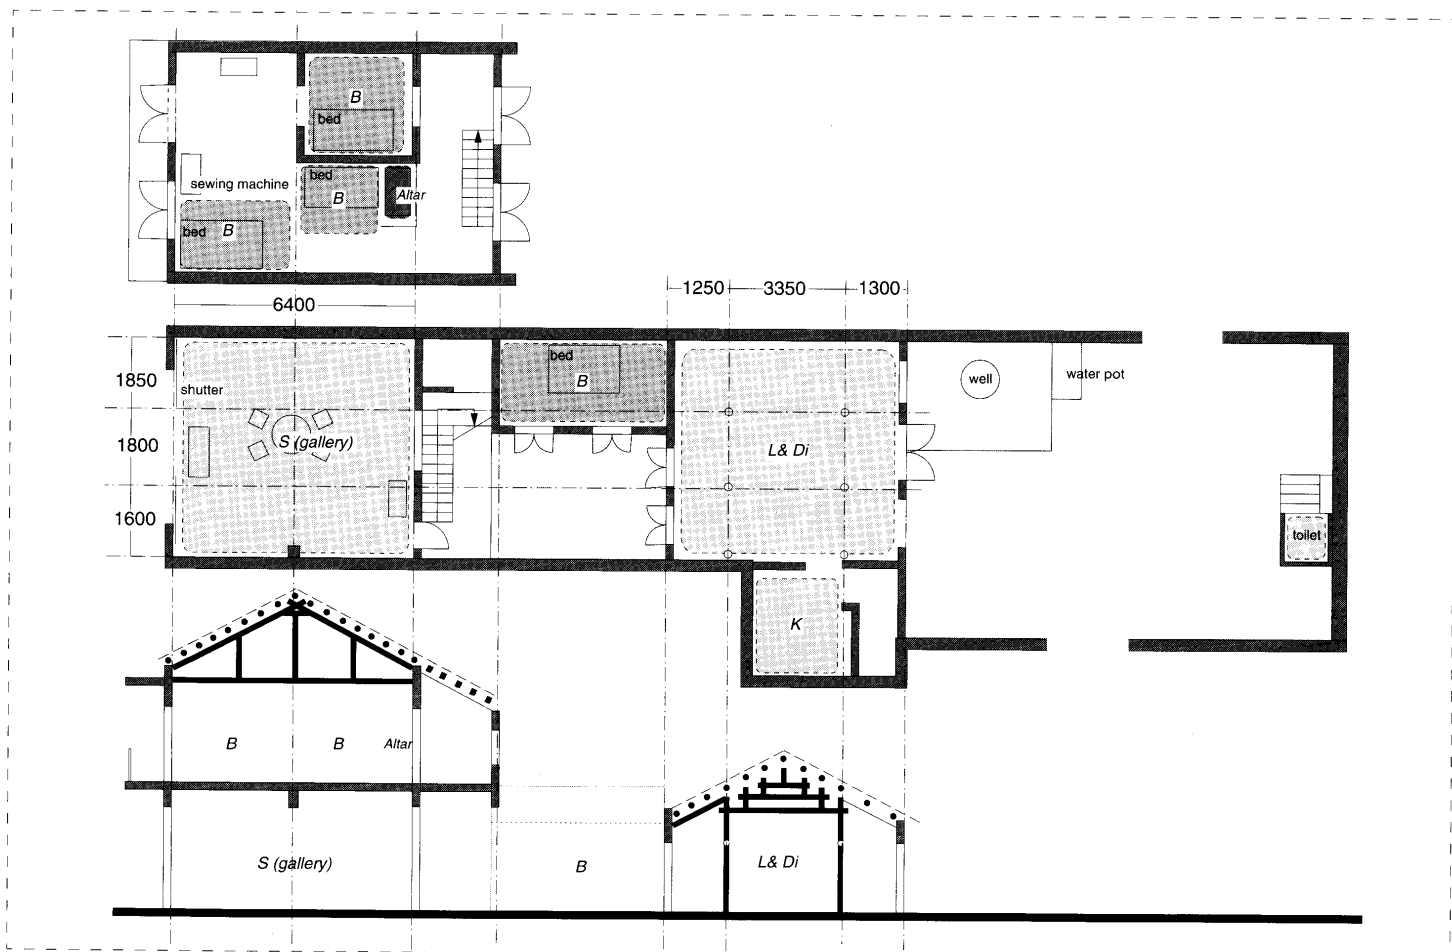 B
bed
bed
B
Altar
sewing machine
bed
B
6400
1250
3350
1300
1850
1800
1600
shutter
S (gallery)
bed
B
L& Di
well
water pot
toilet
K
B
B
Altar
S (gallery)
B
L& Di